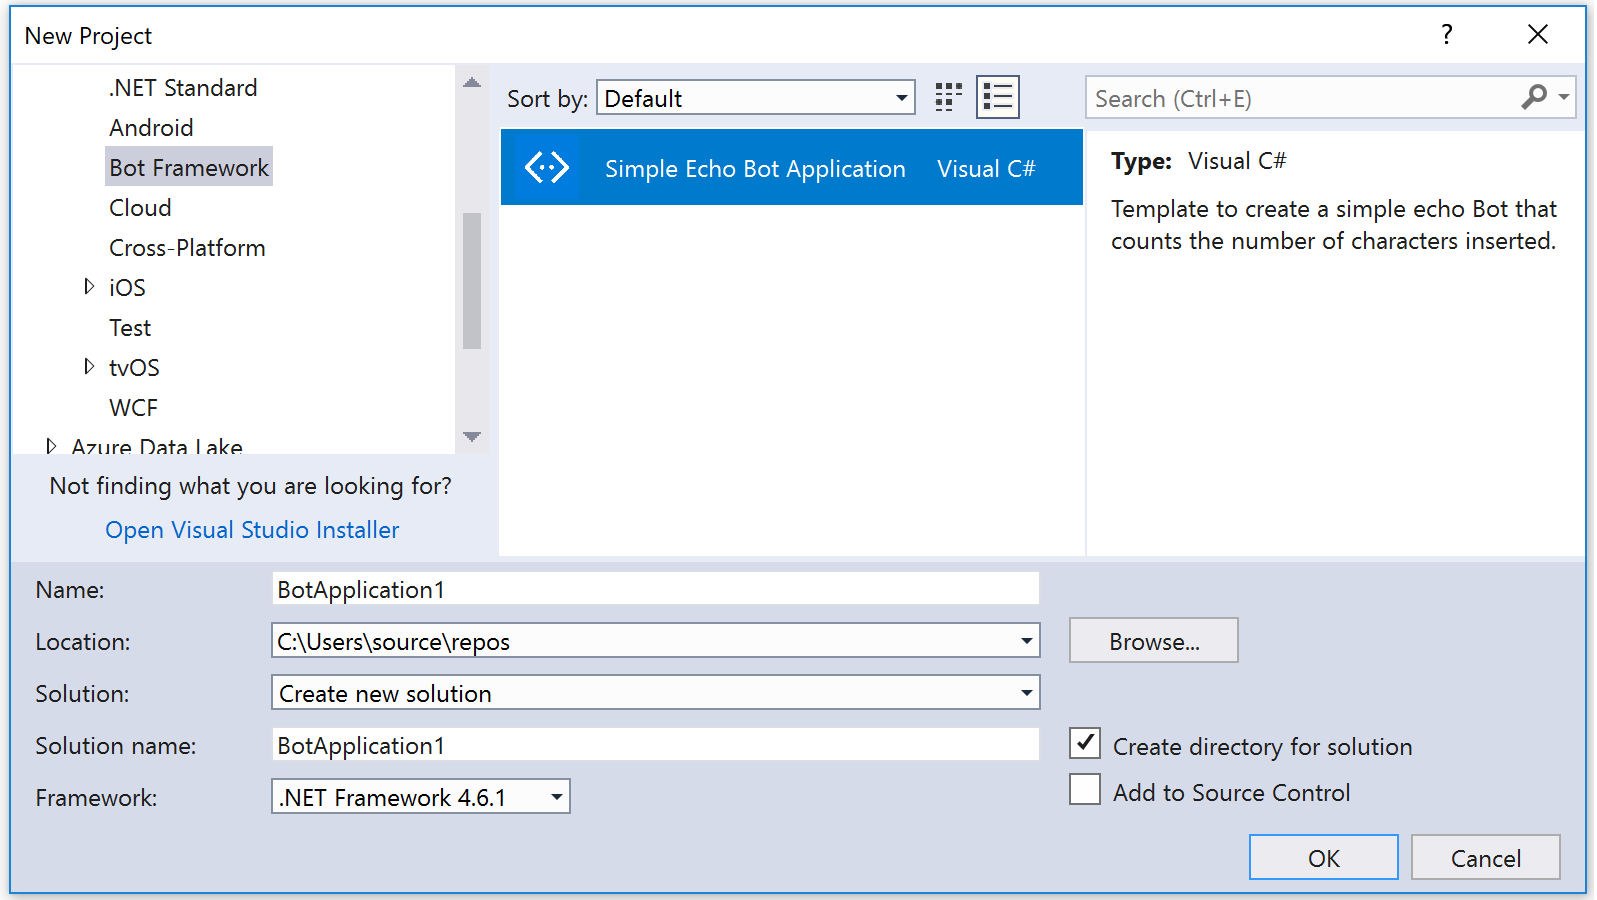 New Project
?
.NET Standard
Android
Bot Framework
Cloud
Cross-Platform
iOS
Test
tvOS
WCF
Azure Data Lake
Not finding what you are looking for?
Open Visual Studio Installer
Sort by: Default
Search (Ctrl+E)
Simple Echo Bot Application Visual C#
Type: Visual C#
Template to create a simple echo Bot that
counts the number of characters inserted.
Name: BotApplication1
Location: C:\Users\source\repos
Browse...
Solution: Create new solution
Solution name: BotApplication1
Create directory for solution
Framework: .NET Framework 4.6.1
Add to Source Control
OK
Cancel